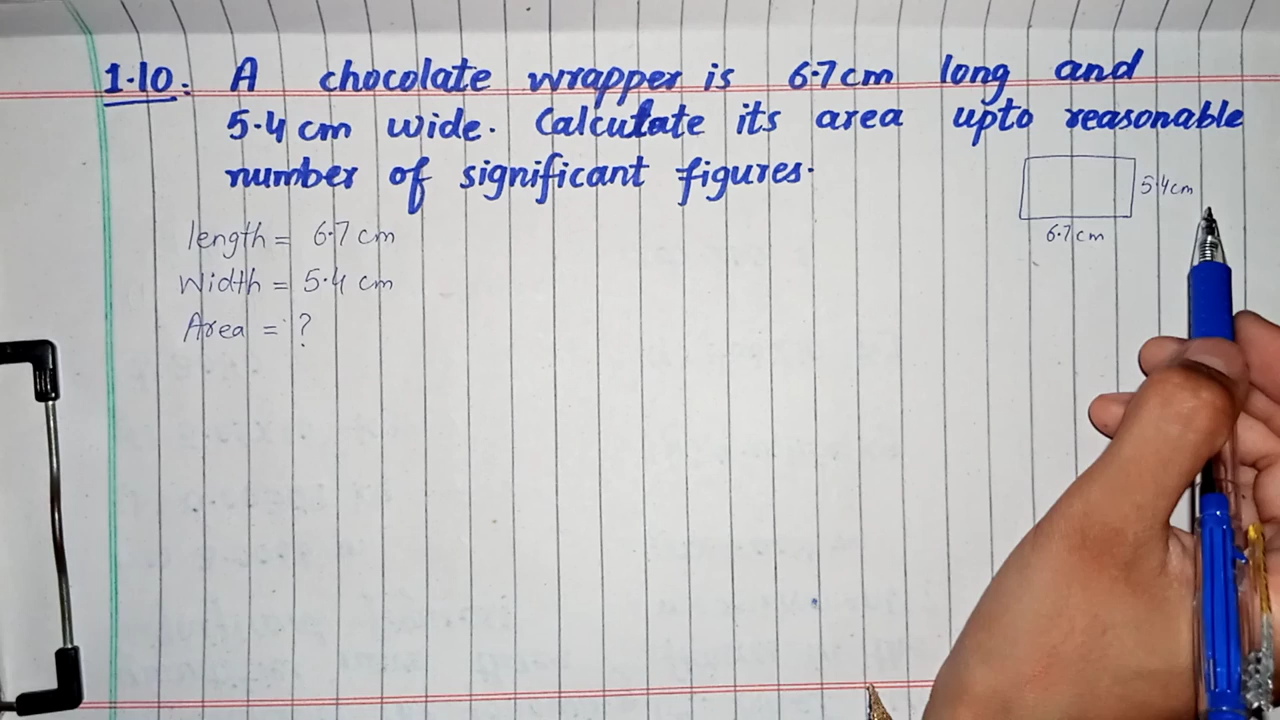 1.10: A chocolate wrapper is 6.7cm long and
5.4 cm wide. Calculate its area upto reasonable
number of significant figures.
5.4cm
6.7cm
length = 6.7 cm
Width = 5.4 cm
Area = ?